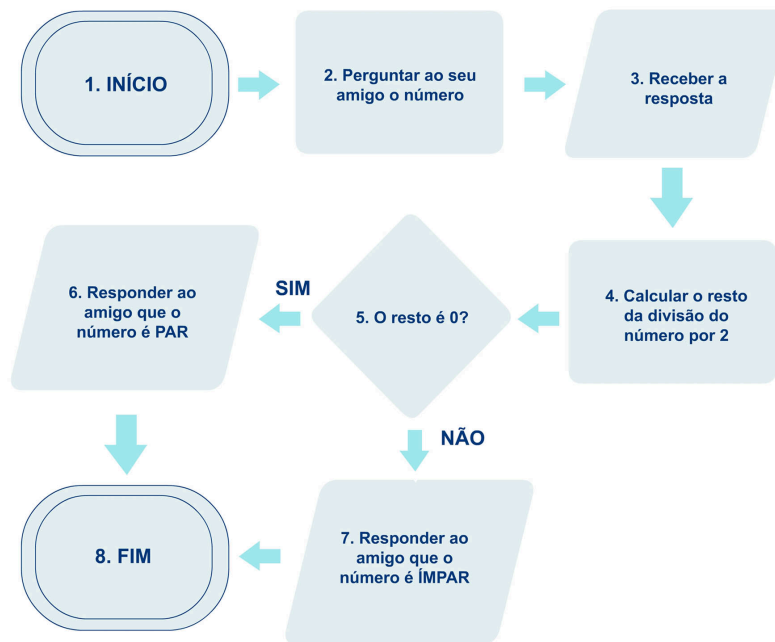 1. INÍCIO
2. Perguntar ao seu
amigo o número
3. Receber a
resposta
4. Calcular o resto
da divisão do
número por 2
5. O resto é 0?
SIM
6. Responder ao
amigo que o
número é PAR
NÃO
7. Responder ao
amigo que o
número é ÍMPAR
8. FIM